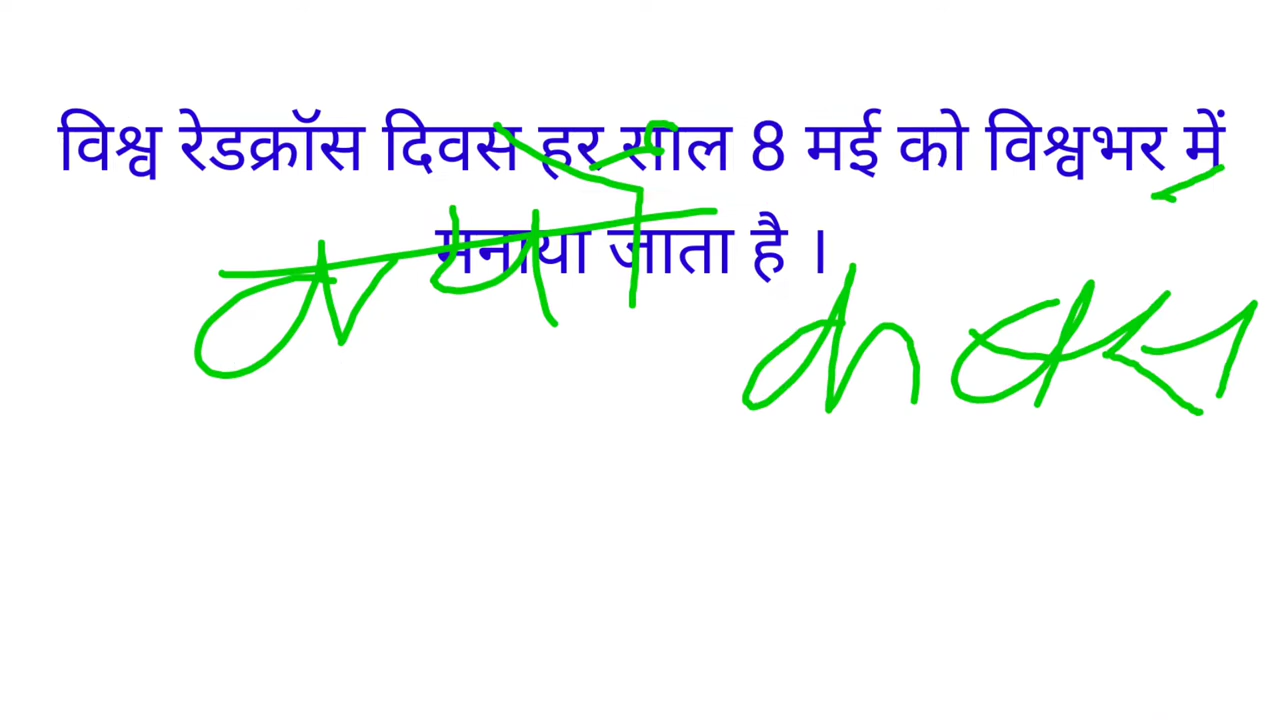 विश्व रेडक्रॉस दिवस हर साल 8 मई को विश्वभर में
मनाया जाता है ।
क्यों